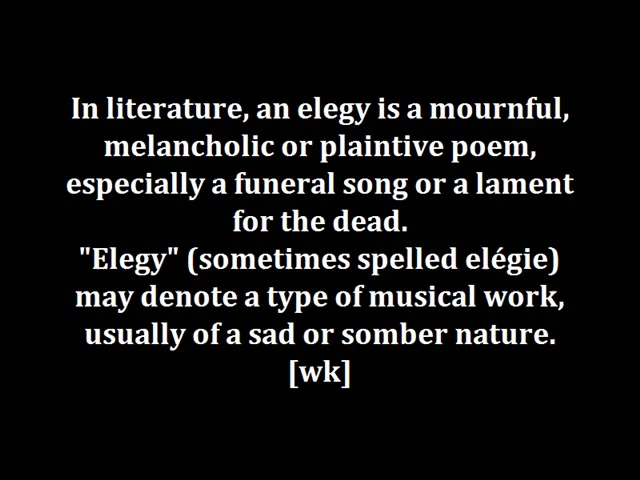 In literature, an elegy is a mournful,
melancholic or plaintive poem,
especially a funeral song or a lament
for the dead.
"Elegy" (sometimes spelled elégie)
may denote a type of musical work,
usually of a sad or somber nature.
[wk]